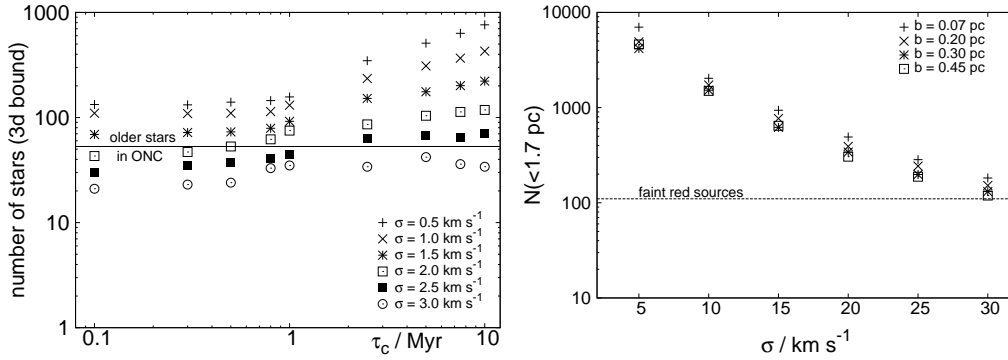 number of stars (3d bound)
1000
100
10
1
0.1
1
10
τc / Myr
older stars
in ONC
σ = 0.5 km s-1
σ = 1.0 km s-1
σ = 1.5 km s-1
σ = 2.0 km s-1
σ = 2.5 km s-1
σ = 3.0 km s-1
N(<1.7 pc)
10000
1000
100
10
5
10
15
20
25
30
σ / km s-1
faint red sources
b = 0.07 pc
b = 0.20 pc
b = 0.30 pc
b = 0.45 pc